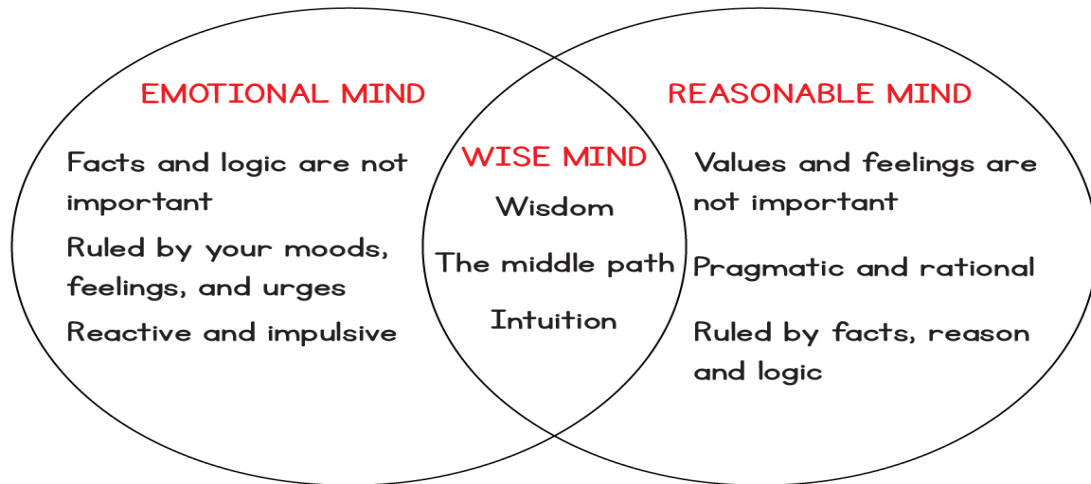 EMOTIONAL MIND
Facts and logic are not
important
Ruled by your moods,
feelings, and urges
Reactive and impulsive
WISE MIND
Wisdom
The middle path
Intuition
REASONABLE MIND
Values and feelings are
not important
Pragmatic and rational
Ruled by facts, reason
and logic